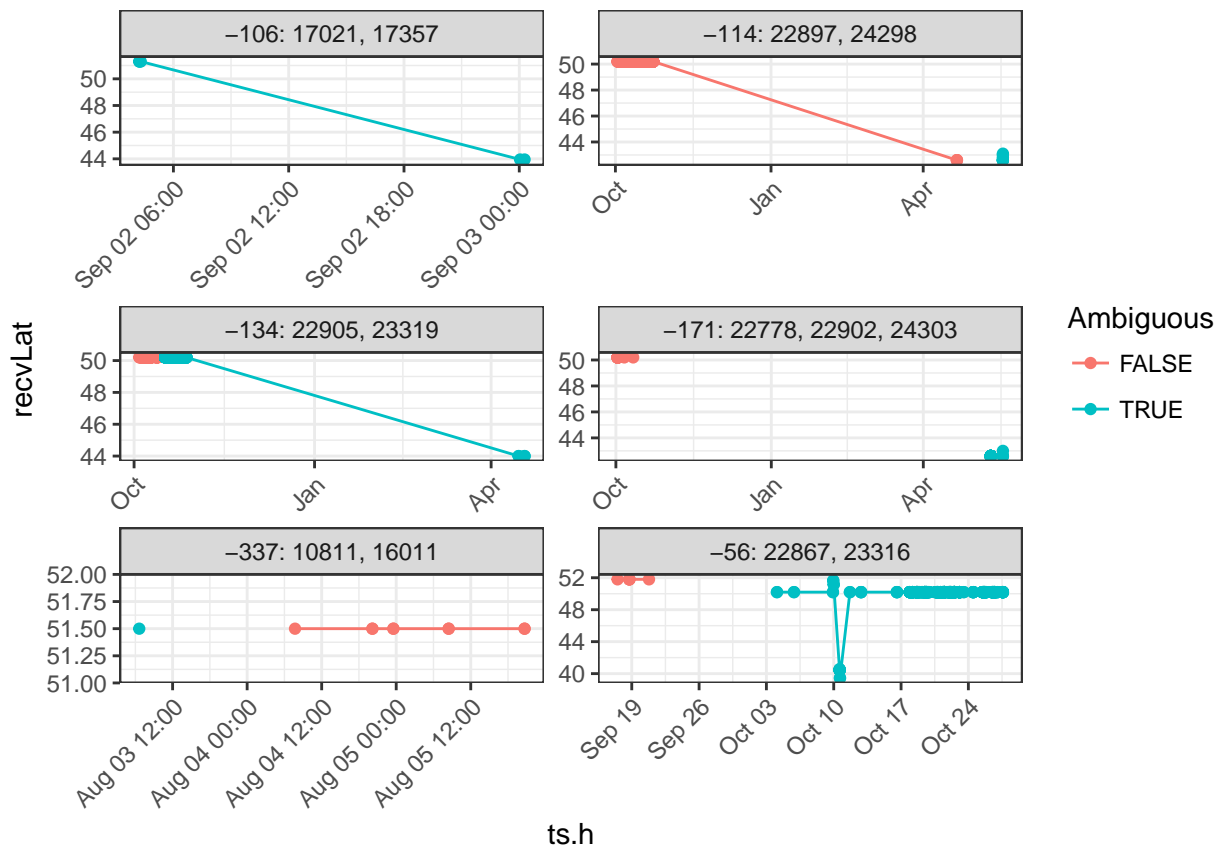 –106: 17021, 17357
–114: 22897, 24298
50
48
46
44
50
48
46
44
Sep 02 06:00
Sep 02 12:00
Sep 02 18:00
Sep 03 00:00
Oct
Jan
Apr
–134: 22905, 23319
–171: 22778, 22902, 24303
50
48
46
44
50
48
46
44
Oct
Jan
Apr
Oct
Jan
Apr
–337: 10811, 16011
–56: 22867, 23316
52.00
51.75
51.50
51.25
51.00
52
48
44
40
Aug 03 12:00
Aug 04 00:00
Aug 04 12:00
Aug 05 00:00
Aug 05 12:00
Sep 19
Sep 26
Oct 03
Oct 10
Oct 17
Oct 24
recvLat
ts.h
Ambiguous
FALSE
TRUE